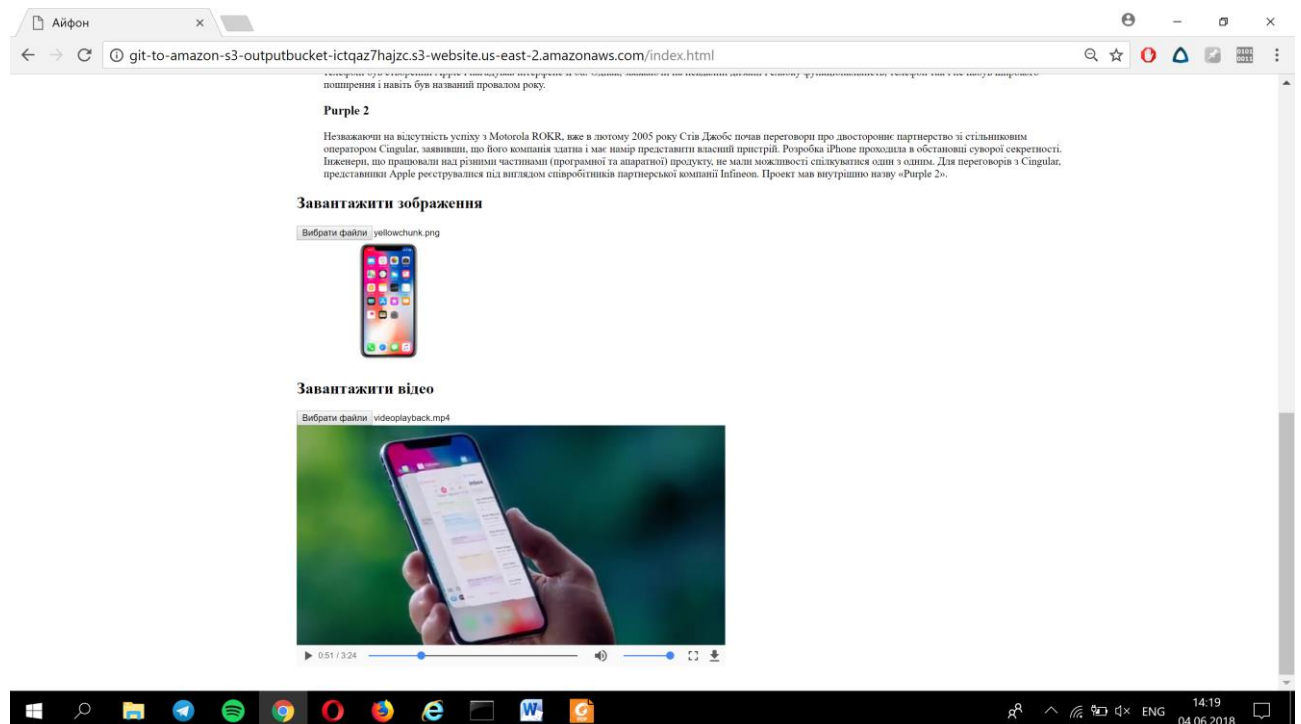 Айфон
git-to-amazon-s3-outputbucket-ictqaz7hajzc.s3-website.us-east-2.amazonaws.com/index.html
поширення і навіть був названий провалом року.
Purple 2
Незважаючи на відсутність успіху з Motorola ROKR, вже в лютому 2005 року Стів Джобс почав переговори про двостороннє партнерство зі стільниковим
оператором Cingular, заявивши, що його компанія здатна і має намір представити власний пристрій. Розробка iPhone проходила в обстановці суворої секретності.
Інженери, що працювали над різними частинами (програмної та апаратної) продукту, не мали можливості спілкуватися один з одним. Для переговорів з Cingular,
представники Apple реєструвалися під виглядом співробітників партнерської компанії Infineon. Проект мав внутрішню назву «Purple 2».
Завантажити зображення
Вибрати файли yellowchunk.png
Завантажити відео
Вибрати файли videoplayback.mp4
Inbox
0:51 / 3:24
ENG
14:19
04.06.2018